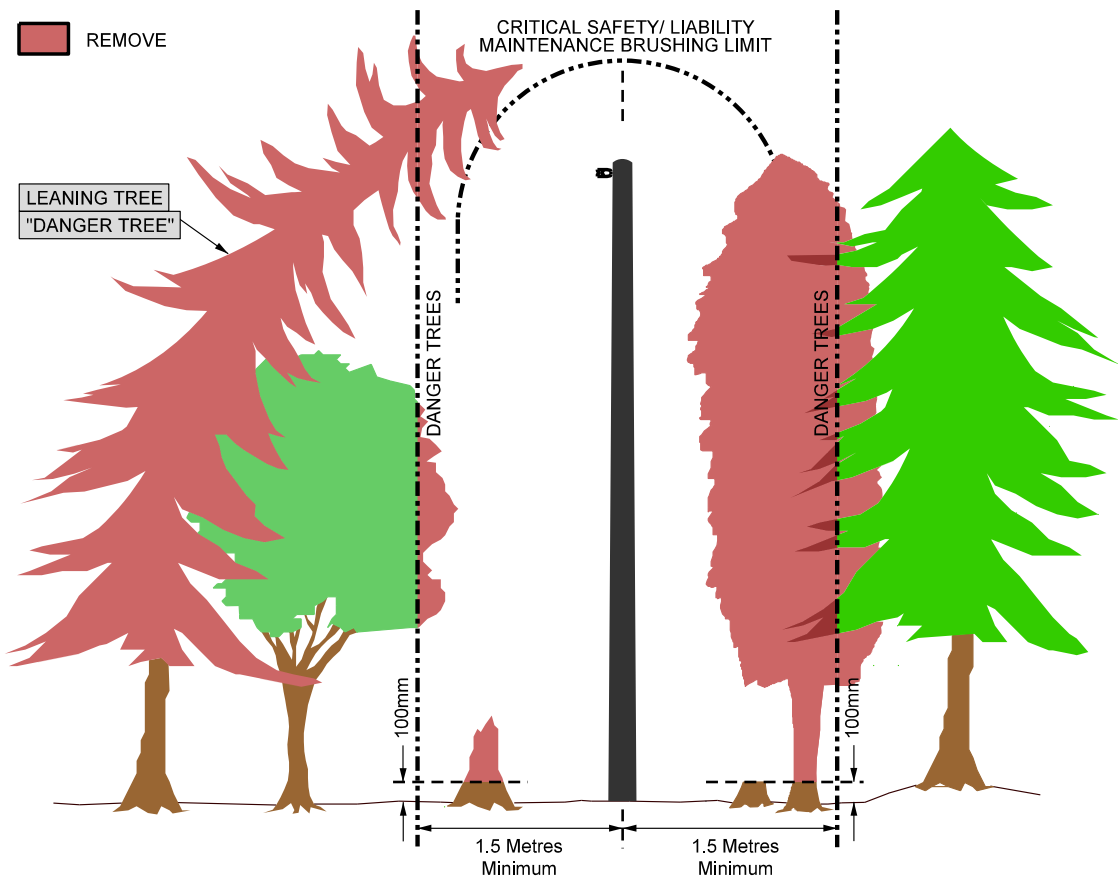 REMOVE
CRITICAL SAFETY/ LIABILITY
MAINTENANCE BRUSHING LIMIT
LEANING TREE
"DANGER TREE"
DANGER TREES
DANGER TREES
100mm
100mm
1.5 Metres
Minimum
1.5 Metres
Minimum